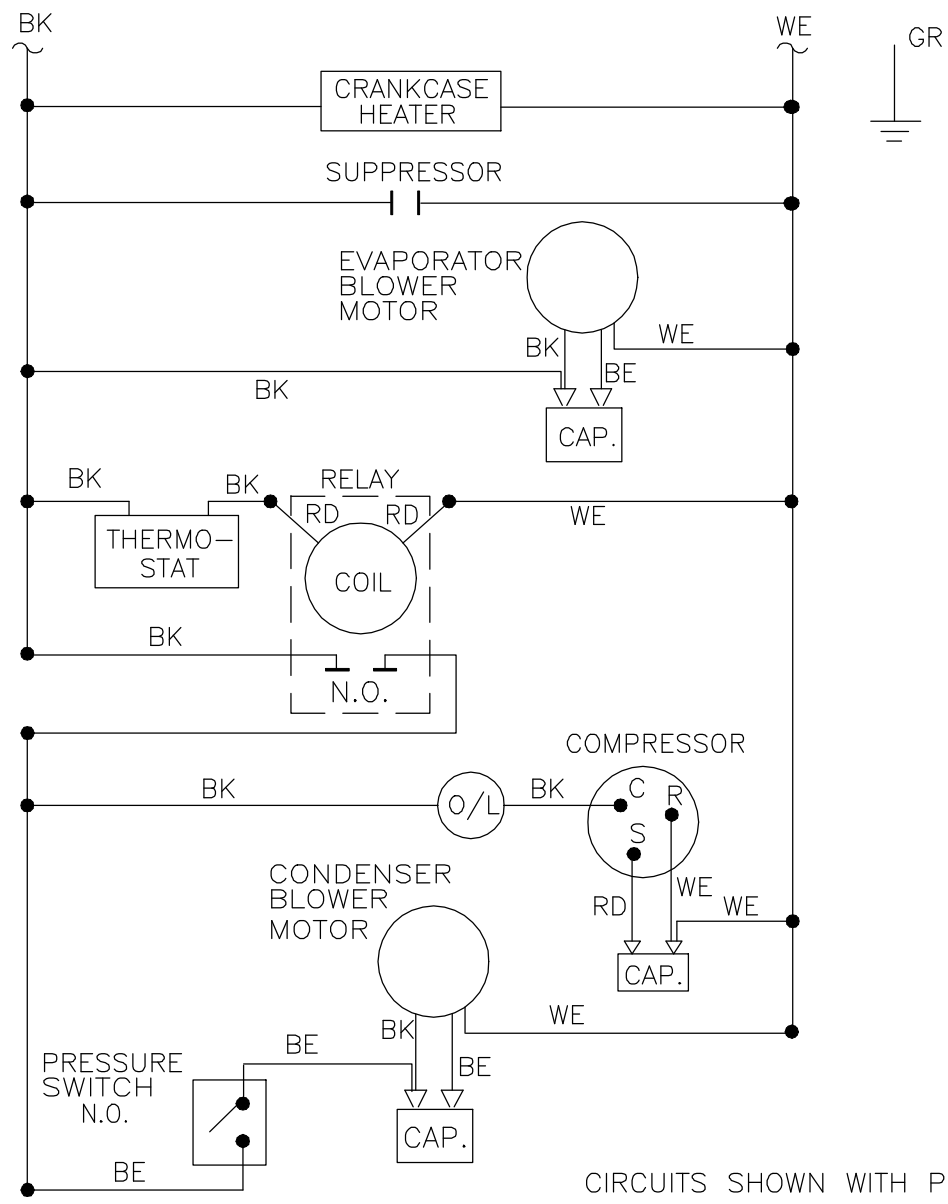 BK
WE
GR
CRANKCASE
HEATER
SUPPRESSOR
EVAPORATOR
BLOWER
MOTOR
WE
BK
BE
BK
CAP.
RELAY
BK
BK
RD
RD
WE
THERMO-
STAT
COIL
BK
N.O.
COMPRESSOR
BK
O/L
BK
C
R
S
CONDENSER
BLOWER
MOTOR
WE
RD
WE
CAP.
WE
BK
BE
BE
PRESSURE
SWITCH
N.O.
CAP.
BE
CIRCUITS SHOWN WITH P